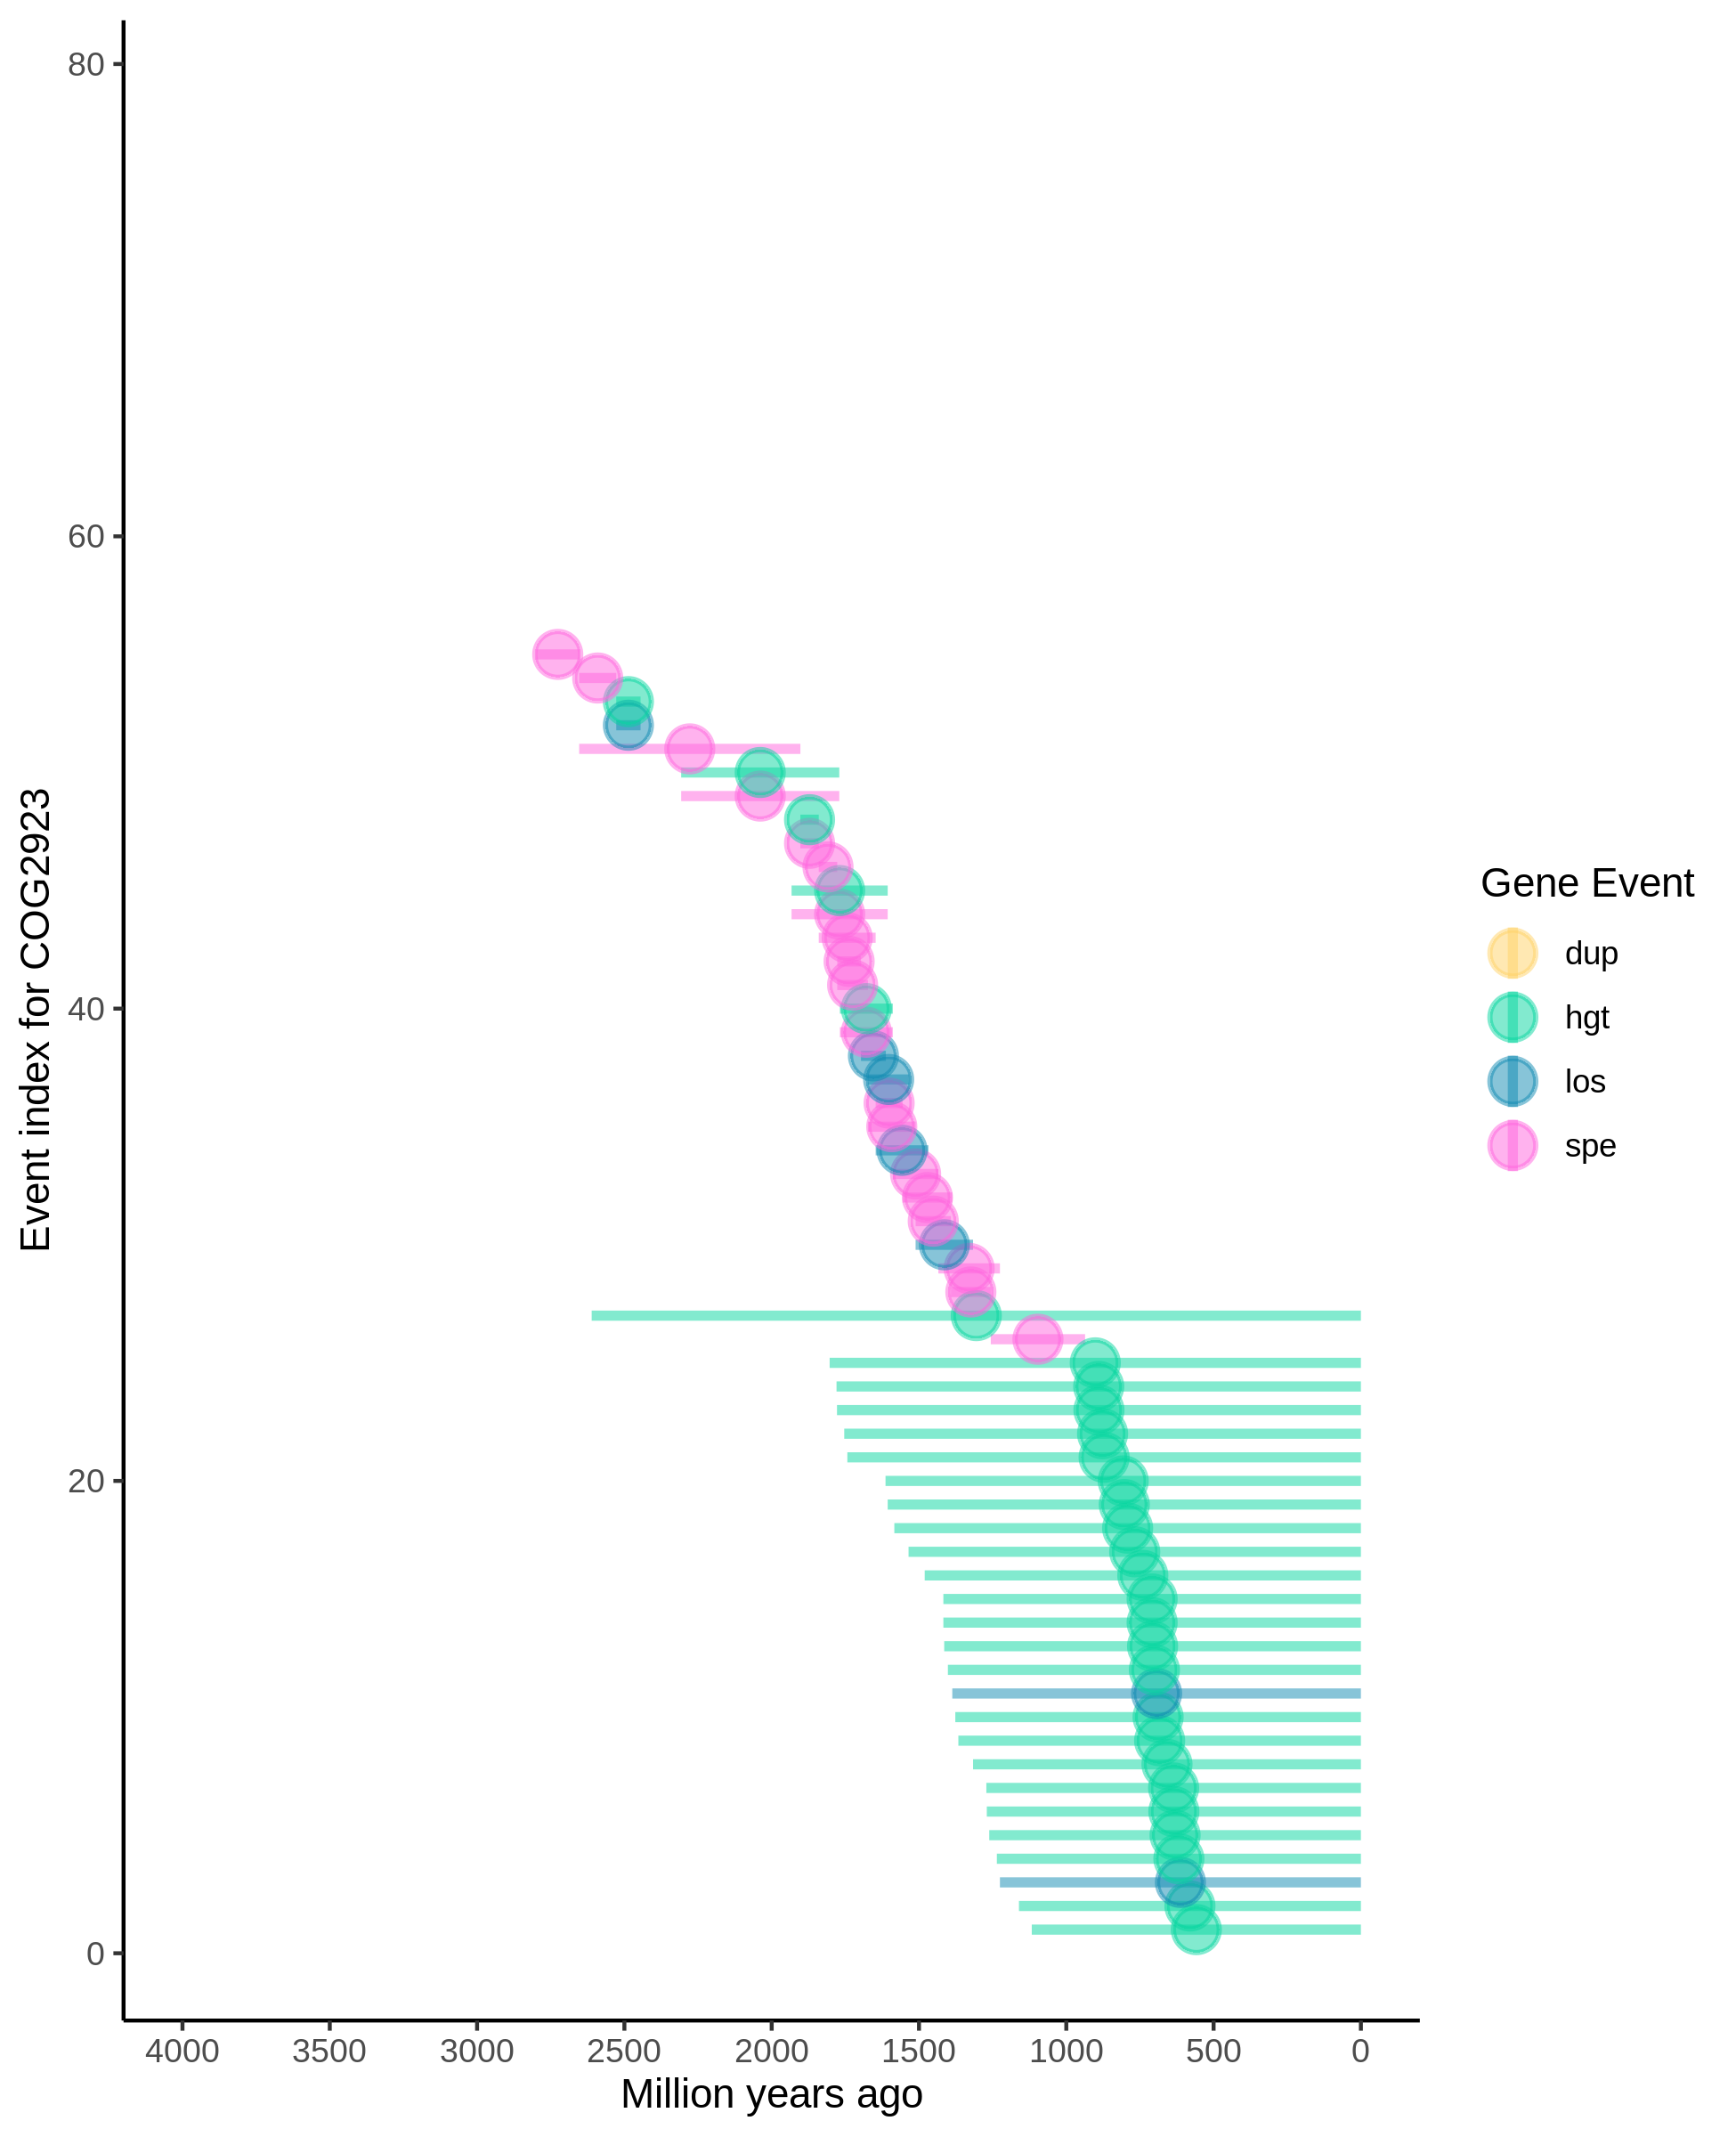 80
60
40
20
0
Event index for COG2923
4000 3500 3000 2500 2000 1500 1000 500 0
Million years ago
Gene Event
dup
hgt
los
spe